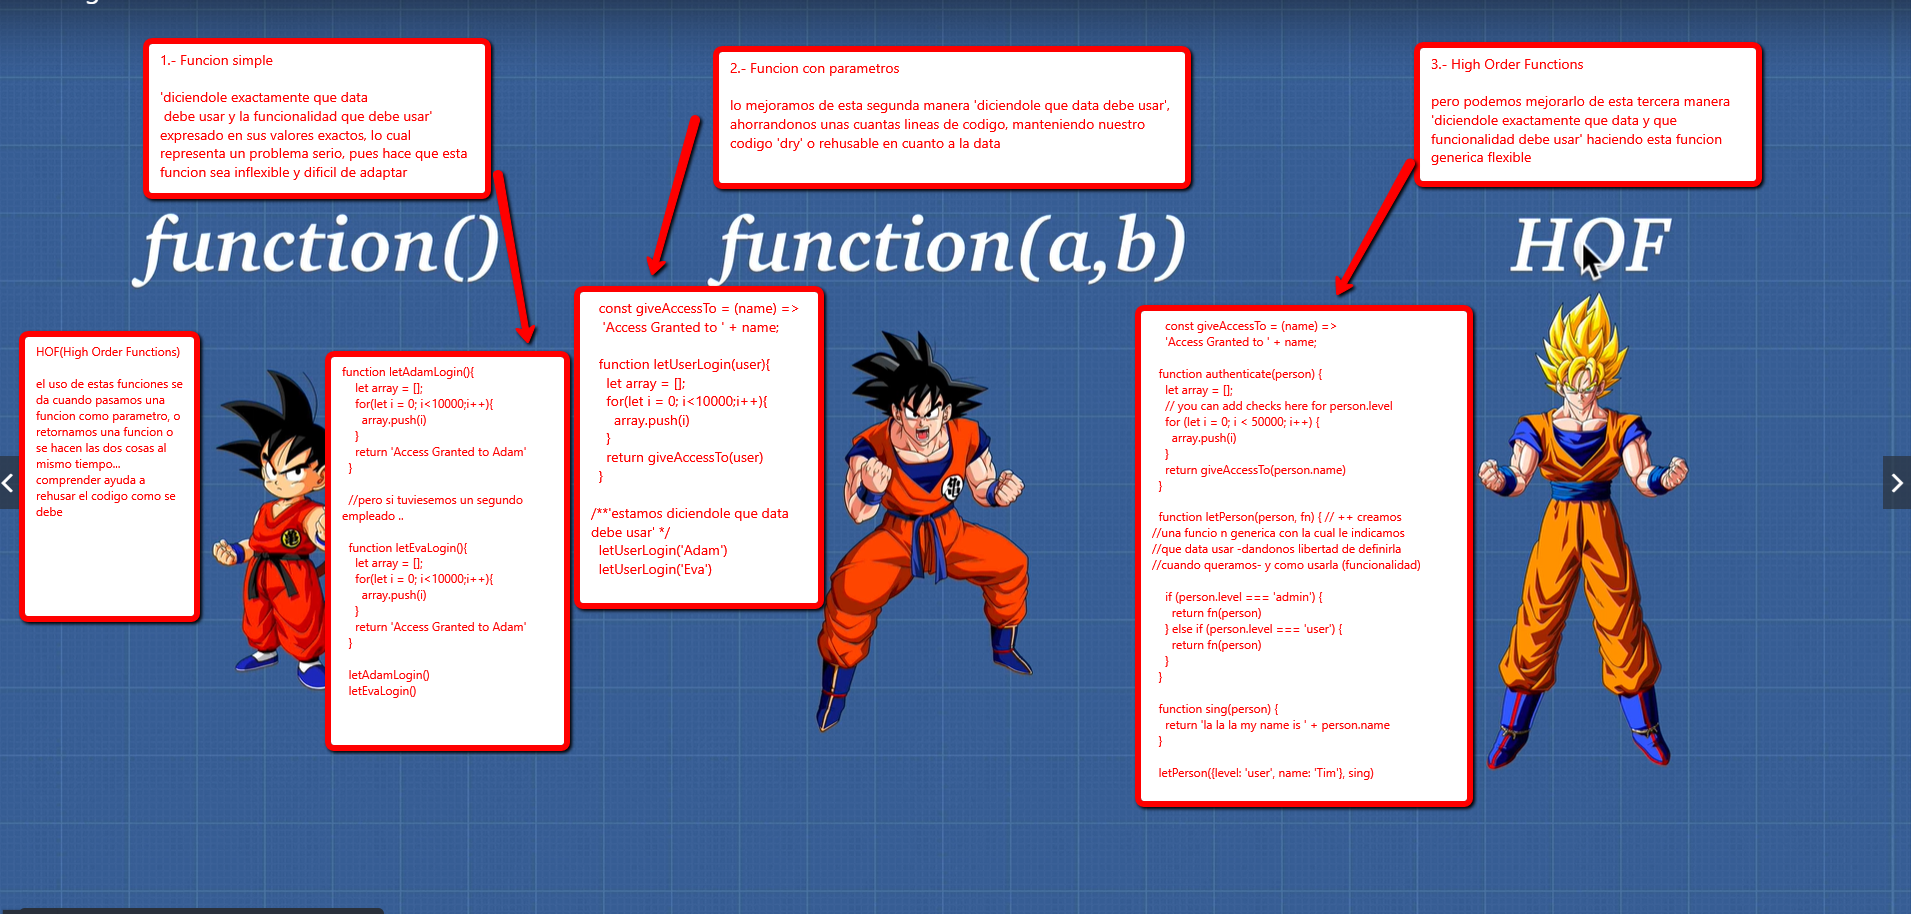 1.- Funcion simple
'diciendole exactamente que data
debe usar y la funcionalidad que debe usar'
expresado en sus valores exactos, lo cual
representa un problema serio, pues hace que esta
funcion sea inflexible y dificil de adaptar
2.- Funcion con parametros
lo mejoramos de esta segunda manera 'diciendole que data debe usar',
ahorrandonos unas cuantas lineas de codigo, manteniendo nuestro
codigo 'dry' o rehusable en cuanto a la data
3.- High Order Functions
pero podemos mejorarlo de esta tercera manera
'diciendole exactamente que data y que
funcionalidad debe usar' haciendo esta funcion
generica flexible
function()
function(a,b)
HOF
HOF(High Order Functions)
el uso de estas funciones se
da cuando pasamos una
funcion como parametro, o
retornamos una funcion o
se hacen las dos cosas al
mismo tiempo...
comprender ayuda a
rehusar el codigo como se
debe
function letAdamLogin(){
let array = [];
for(let i = 0; i<10000;i++){
array.push(i)
}
return 'Access Granted to Adam'
}
//pero si tuviesemos un segundo
empleado ..
function letEvaLogin(){
let array = [];
for(let i = 0; i<10000;i++){
array.push(i)
}
return 'Access Granted to Adam'
}
letAdamLogin()
letEvaLogin()
const giveAccessTo = (name) =>
'Access Granted to ' + name;
function letUserLogin(user){
let array = [];
for(let i = 0; i<10000;i++){
array.push(i)
}
return giveAccessTo(user)
}
/**'estamos diciendole que data
debe usar' */
letUserLogin('Adam')
letUserLogin('Eva')
const giveAccessTo = (name) =>
'Access Granted to ' + name;
function authenticate(person) {
let array = [];
// you can add checks here for person.level
for (let i = 0; i < 50000; i++) {
array.push(i)
}
return giveAccessTo(person.name)
}
function letPerson(person, fn) { // ++ creamos
//una funcio n generica con la cual le indicamos
//que data usar -dandonos libertad de definirla
//cuando queramos- y como usarla (funcionalidad)
if (person.level === 'admin') {
return fn(person)
} else if (person.level === 'user') {
return fn(person)
}
}
function sing(person) {
return 'la la la my name is ' + person.name
}
letPerson({level: 'user', name: 'Tim'}, sing)